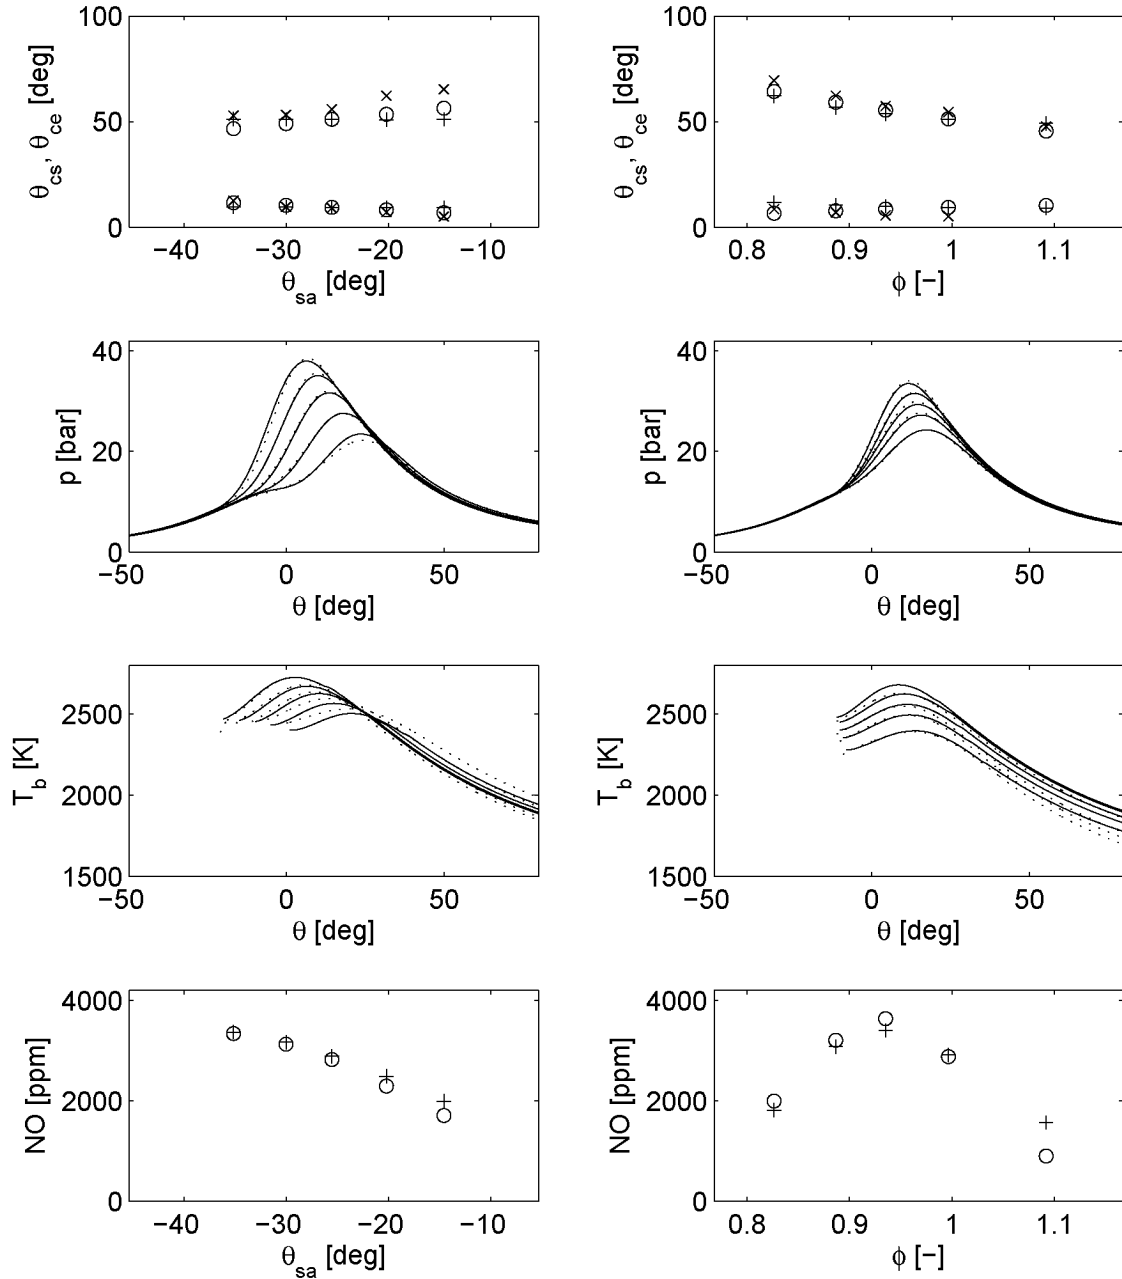 100
50
0
θcs, θce [deg]
−40 −30 −20 −10
θsa [deg]
100
50
0
θcs, θce [deg]
0.8 0.9 1 1.1
ϕ [−]
40
20
0
p [bar]
−50 0 50
θ [deg]
40
20
0
p [bar]
−50 0 50
θ [deg]
2500
2000
1500
Tb [K]
−50 0 50
θ [deg]
2500
2000
1500
Tb [K]
−50 0 50
θ [deg]
4000
2000
0
NO [ppm]
−40 −30 −20 −10
θsa [deg]
4000
2000
0
NO [ppm]
0.8 0.9 1 1.1
ϕ [−]